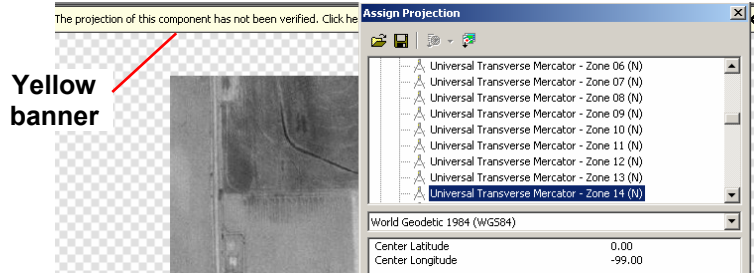 The projection of this component has not been verified. Click he
Assign Projection
Yellow
banner
Universal Transverse Mercator - Zone 06 (N)
Universal Transverse Mercator - Zone 07 (N)
Universal Transverse Mercator - Zone 08 (N)
Universal Transverse Mercator - Zone 09 (N)
Universal Transverse Mercator - Zone 10 (N)
Universal Transverse Mercator - Zone 11 (N)
Universal Transverse Mercator - Zone 12 (N)
Universal Transverse Mercator - Zone 13 (N)
Universal Transverse Mercator - Zone 14 (N)
World Geodetic 1984 (WGS84)
Center Latitude 0.00
Center Longitude -99.00